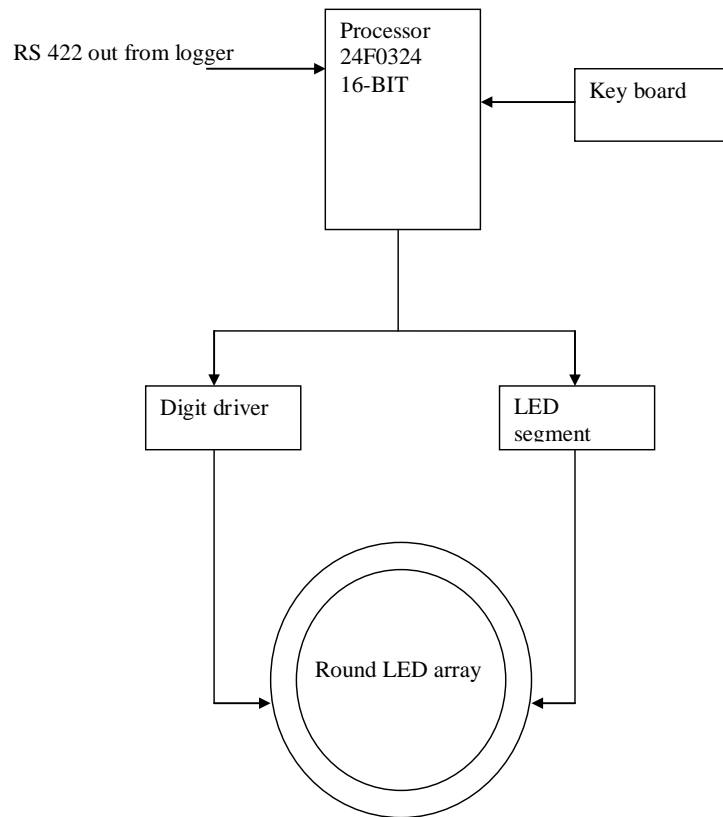 RS 422 out from logger
Processor
24F0324
16-BIT
Key board
Digit driver
LED
segment
Round LED array